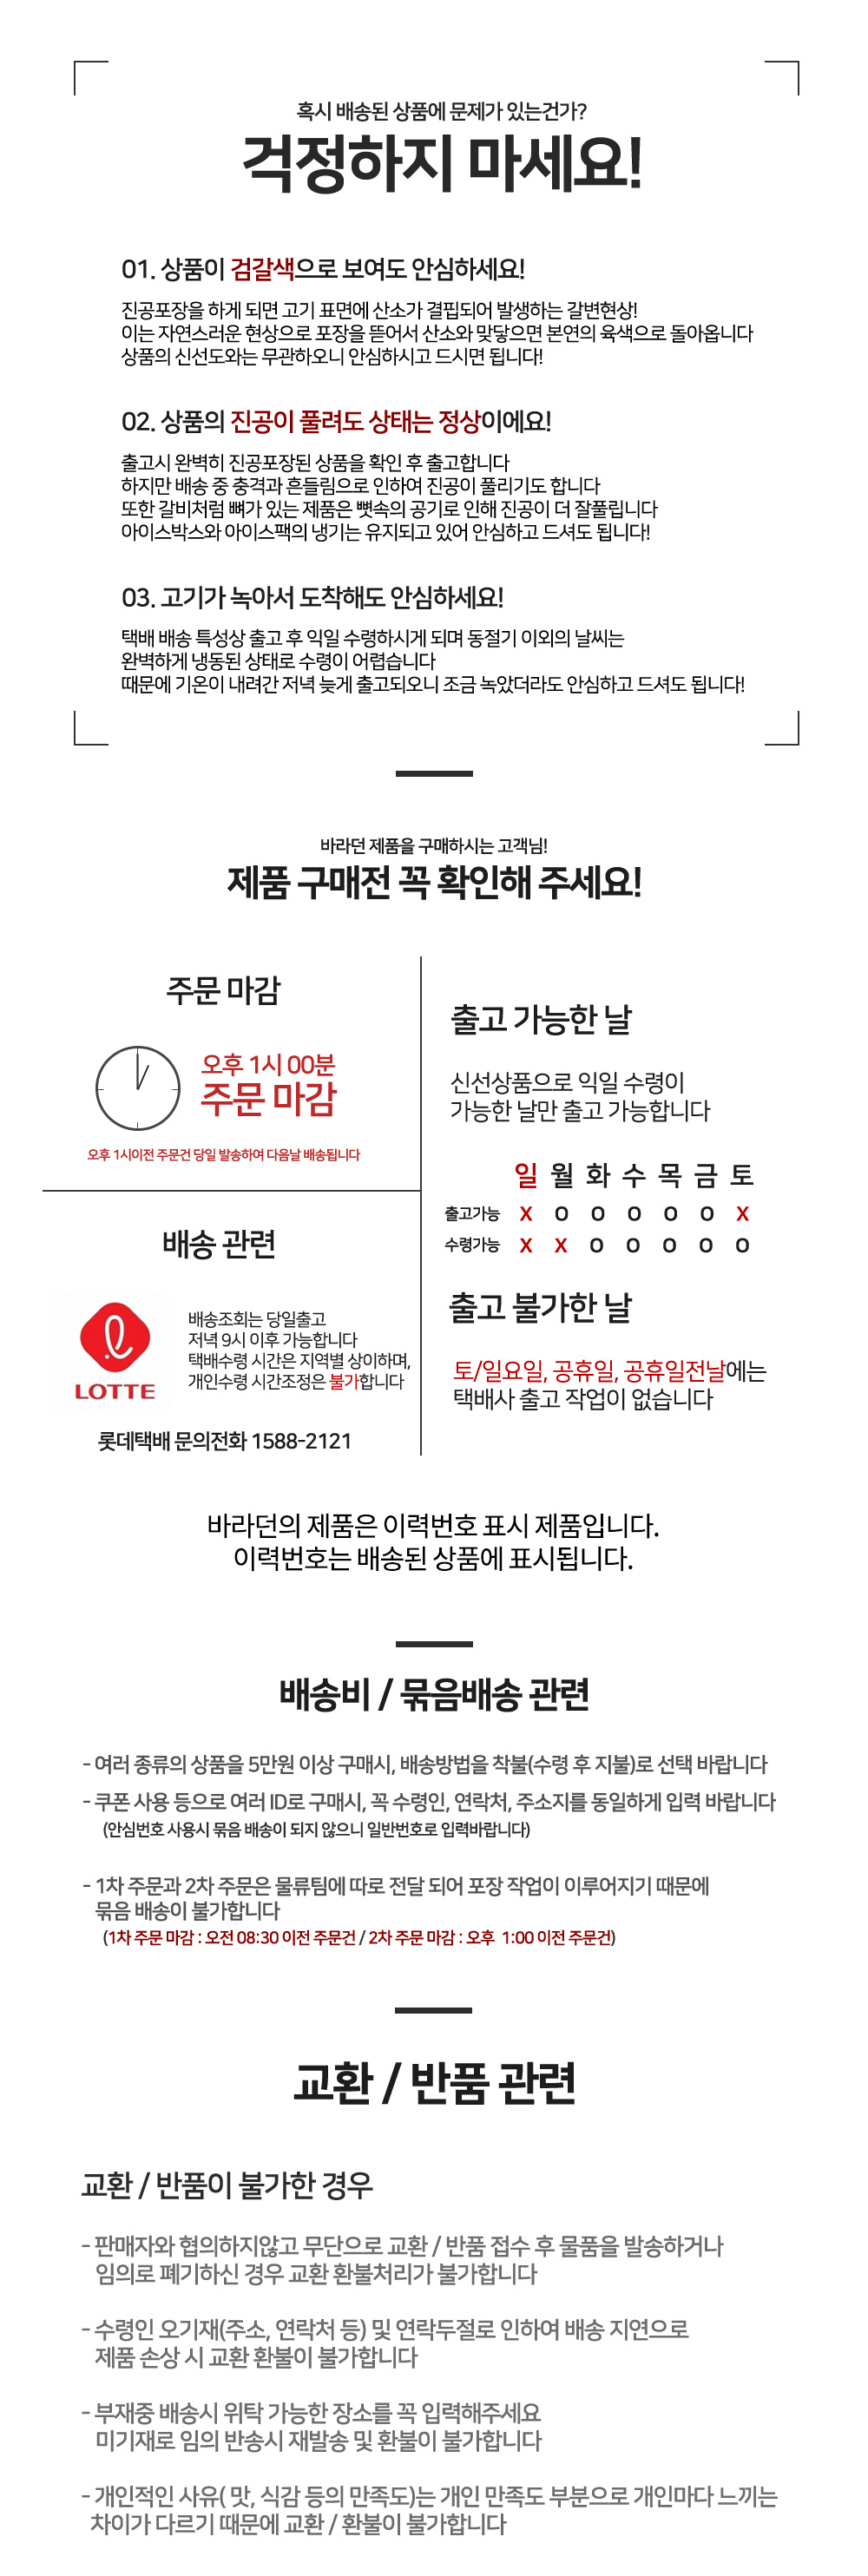 혹시 배송된 상품에 문제가 있는건가?
걱정하지 마세요!
01. 상품이 검갈색으로 보여도 안심하세요!
진공포장을 하게 되면 고기 표면에 산소가 결핍되어 발생하는 갈변현상!
이는 자연스러운 현상으로 포장을 뜯어서 산소와 맞닿으면 본연의 육색으로 돌아옵니다
상품의 신선도와는 무관하오니 안심하시고 드시면 됩니다!
02. 상품의 진공이 풀려도 상태는 정상이에요!
출고시 완벽히 진공포장된 상품을 확인 후 출고합니다
하지만 배송 중 충격과 흔들림으로 인하여 진공이 풀리기도 합니다
또한 갈비처럼 뼈가 있는 제품은 뼛속의 공기로 인해 진공이 더 잘풀립니다
아이스박스와 아이스팩의 냉기는 유지되고 있어 안심하고 드셔도 됩니다!
03. 고기가 녹아서 도착해도 안심하세요!
택배 배송 특성상 출고 후 익일 수령하시게 되며 동절기 이외의 날씨는
완벽하게 냉동된 상태로 수령이 어렵습니다
때문에 기온이 내려간 저녁 늦게 출고되오니 조금 녹았더라도 안심하고 드셔도 됩니다!
바라던 제품을 구매하시는 고객님!
제품 구매전 꼭 확인해 주세요!
주문 마감
오후 1시 00분
주문 마감
오후 1시이전 주문건 당일 발송하여 다음날 배송됩니다
배송 관련
LOTTE
배송조회는 당일출고
저녁 9시 이후 가능합니다
택배수령 시간은 지역별 상이하며,
개인수령 시간조정은 불가합니다
롯데택배 문의전화 1588-2121
출고 가능한 날
신선상품으로 익일 수령이
가능한 날만 출고 가능합니다
일 월 화 수 목 금 토
출고가능 X O O O O O X
수령가능 X X O O O O O
출고 불가한 날
토/일요일, 공휴일, 공휴일전날에는
택배사 출고 작업이 없습니다
바라던의 제품은 이력번호 표시 제품입니다.
이력번호는 배송된 상품에 표시됩니다.
배송비 / 묶음배송 관련
- 여러 종류의 상품을 5만원 이상 구매시, 배송방법을 착불(수령 후 지불)로 선택 바랍니다
- 쿠폰 사용 등으로 여러 ID로 구매시, 꼭 수령인, 연락처, 주소지를 동일하게 입력 바랍니다
(안심번호 사용시 묶음 배송이 되지 않으니 일반번호로 입력바랍니다)
- 1차 주문과 2차 주문은 물류팀에 따로 전달 되어 포장 작업이 이루어지기 때문에
묶음 배송이 불가합니다
(1차 주문 마감 : 오전 08:30 이전 주문건 / 2차 주문 마감 : 오후 1:00 이전 주문건)
교환 / 반품 관련
교환 / 반품이 불가한 경우
- 판매자와 협의하지않고 무단으로 교환 / 반품 접수 후 물품을 발송하거나
임의로 폐기하신 경우 교환 환불처리가 불가합니다
- 수령인 오기재(주소, 연락처 등) 및 연락두절로 인하여 배송 지연으로
제품 손상 시 교환 환불이 불가합니다
- 부재중 배송시 위탁 가능한 장소를 꼭 입력해주세요
미기재로 임의 반송시 재발송 및 환불이 불가합니다
- 개인적인 사유( 맛, 식감 등의 만족도)는 개인 만족도 부분으로 개인마다 느끼는
차이가 다르기 때문에 교환 / 환불이 불가합니다